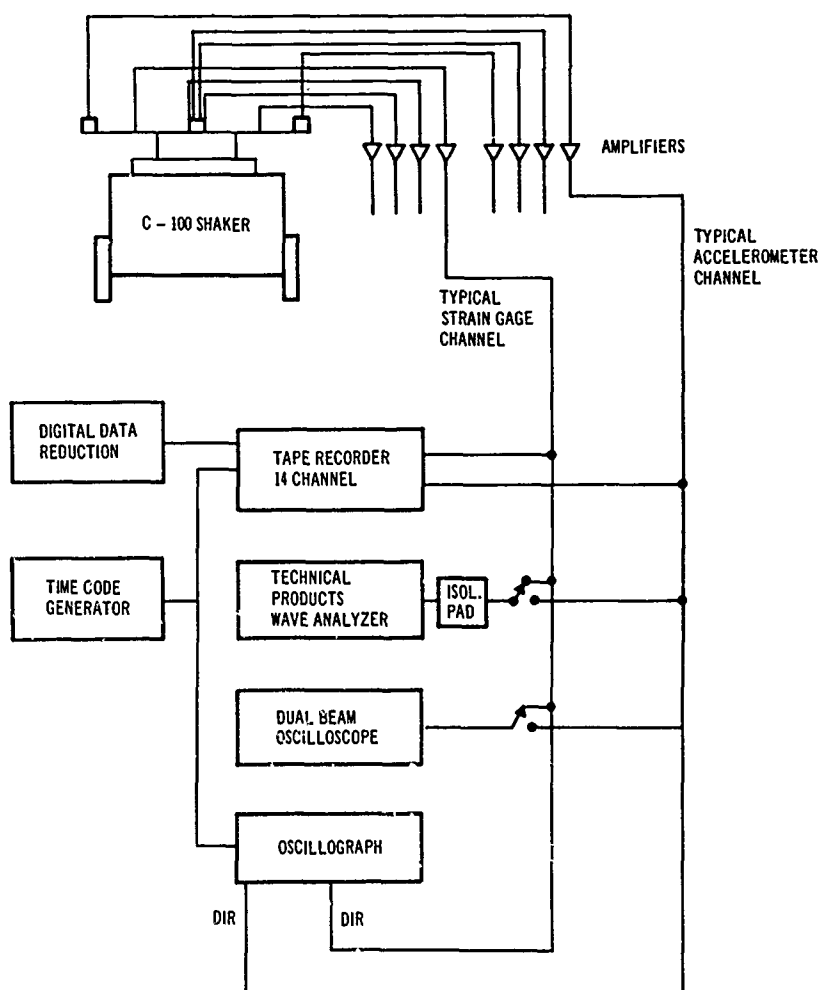 AMPLIFIERS
C - 100 SHAKER
TYPICAL
ACCELEROMETER
CHANNEL
TYPICAL
STRAIN GAGE
CHANNEL
DIGITAL DATA
REDUCTION
TAPE RECORDER
14 CHANNEL
TIME CODE
GENERATOR
TECHNICAL
PRODUCTS
WAVE ANALYZER
ISOL.
PAD
DUAL BEAM
OSCILLOSCOPE
OSCILLOGRAPH
DIR
DIR